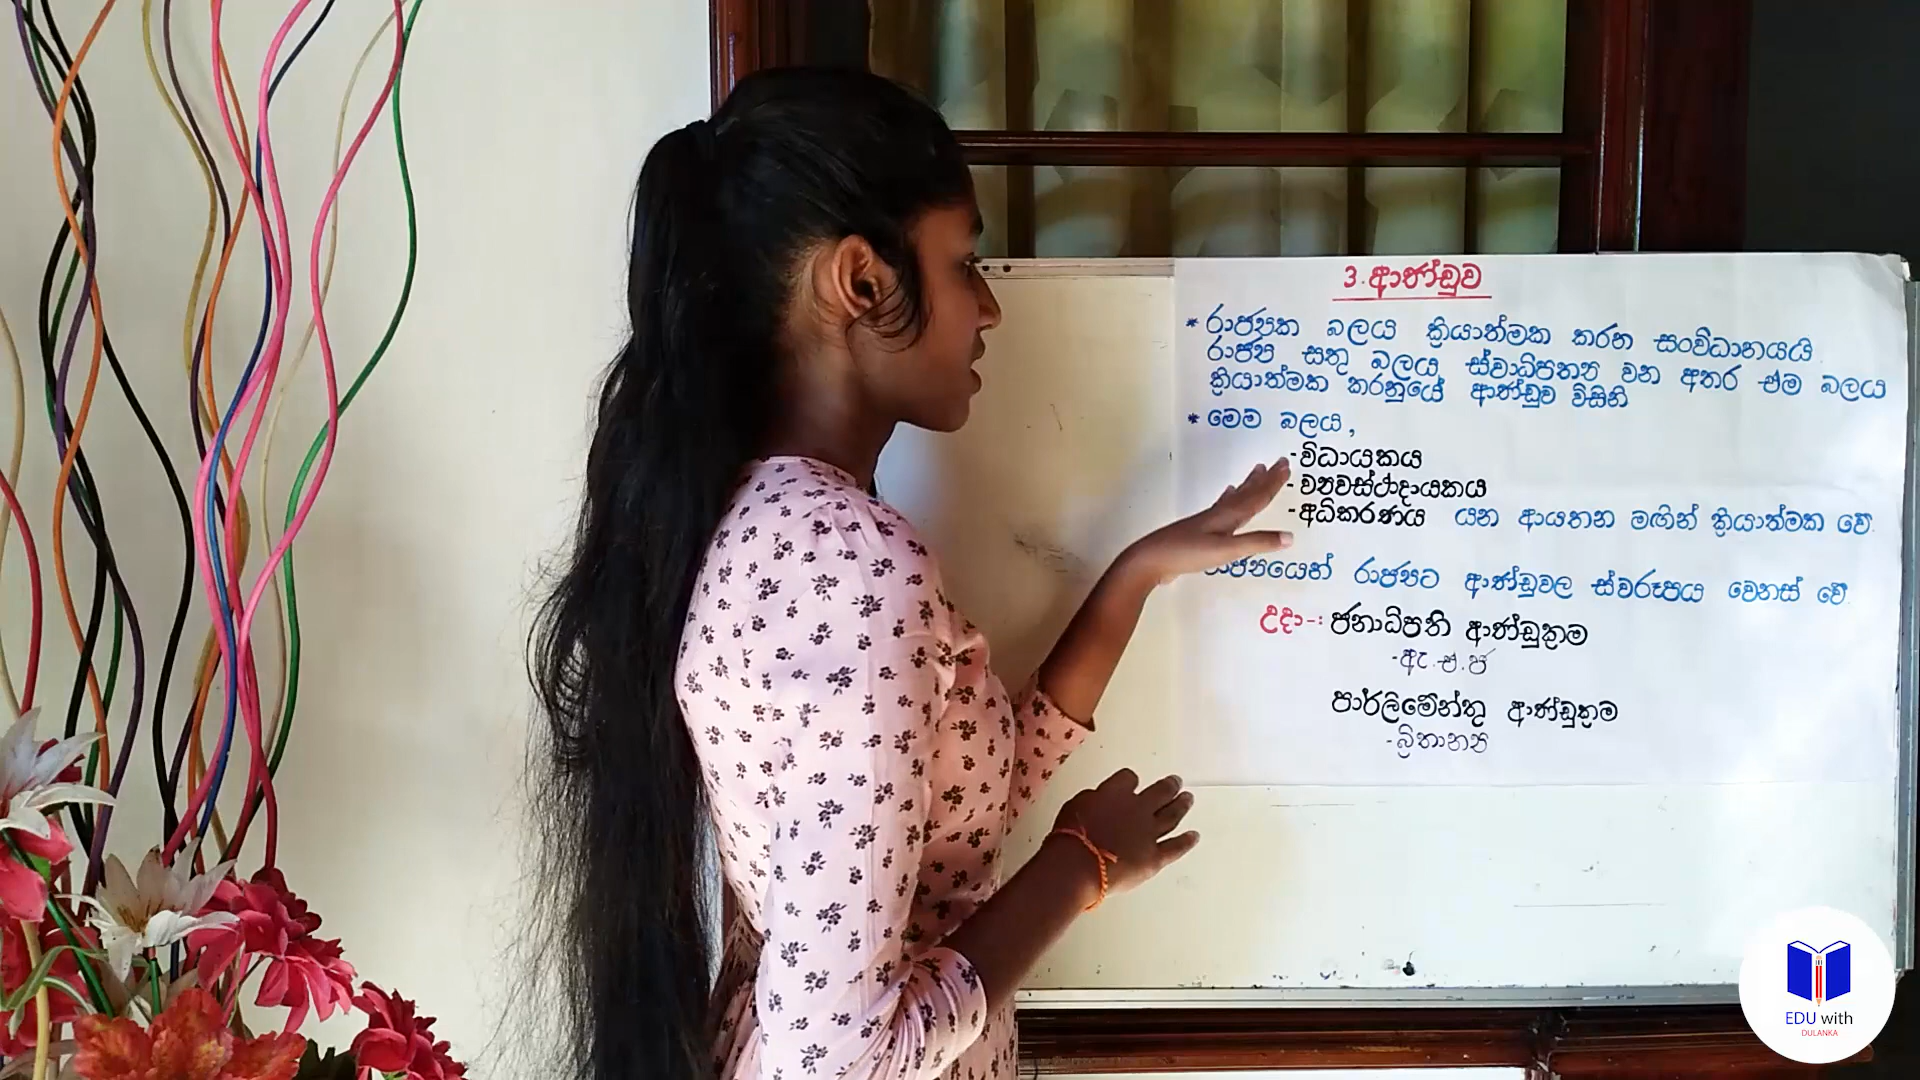 3. ආණ්ඩුව
* රාජ්‍යක බලය ක්‍රියාත්මක කරන සංවිධානයයි
රාජ්‍ය සතු බලය ස්වාධිපත්‍ය වන අතර එම බලය
ක්‍රියාත්මක කරනුයේ ආණ්ඩුව විසිනි
* මෙම බලය,
- විධායකය
- ව්‍යවස්ථාදායකය
- අධිකරණය යන ආයතන මඟින් ක්‍රියාත්මක වේ.
රාජ්‍යයෙන් රාජ්‍යට ආණ්ඩුවල ස්වරූපය වෙනස් වේ.
උදා-: ජනාධිපති ආණ්ඩුක්‍රම
- ඇ.එ.ජ
පාර්ලිමේන්තු ආණ්ඩුක්‍රම
- බ්‍රිතාන්‍ය
EDU with
DULANKA